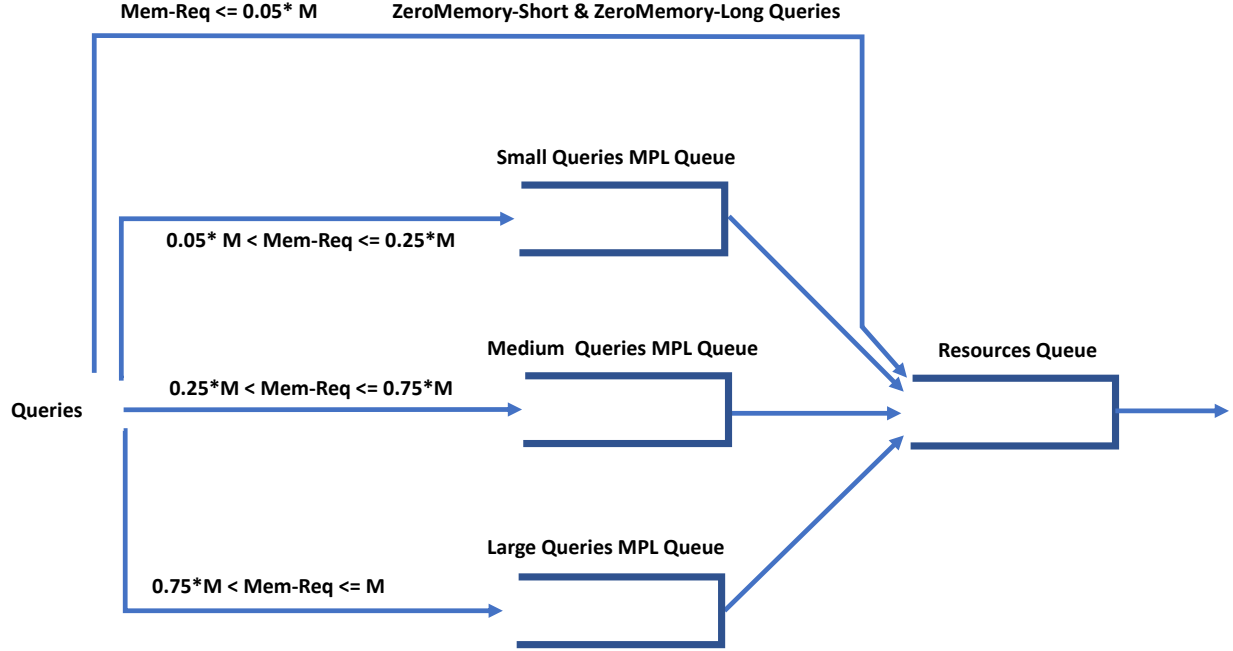 Mem-Req <= 0.05* M
ZeroMemory-Short & ZeroMemory-Long Queries
Small Queries MPL Queue
0.05* M < Mem-Req <= 0.25*M
Medium  Queries MPL Queue
Resources Queue
0.25*M < Mem-Req <= 0.75*M
Queries
Large Queries MPL Queue
0.75*M < Mem-Req <= M